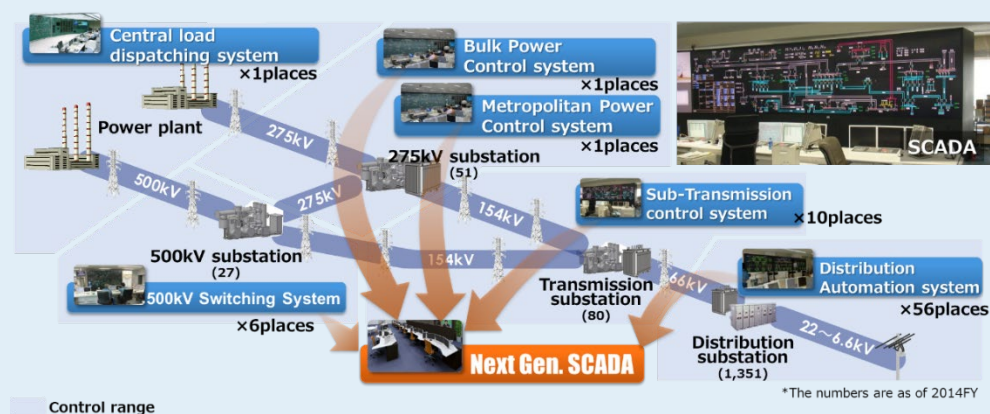 Central load
dispatching system
×1places
Bulk Power
Control system
×1places
Metropolitan Power
Control system
×1places
SCADA
Power plant
275kV
500kV
275kV
275kV substation
(51)
154kV
Sub-Transmission
control system
×10places
500kV substation
(27)
154kV
500kV Switching System
×6places
Transmission
substation
(80)
66kV
Distribution
Automation system
×56places
22～6.6kV
Distribution
substation
(1,351)
Next Gen. SCADA
*The numbers are as of 2014FY
Control range